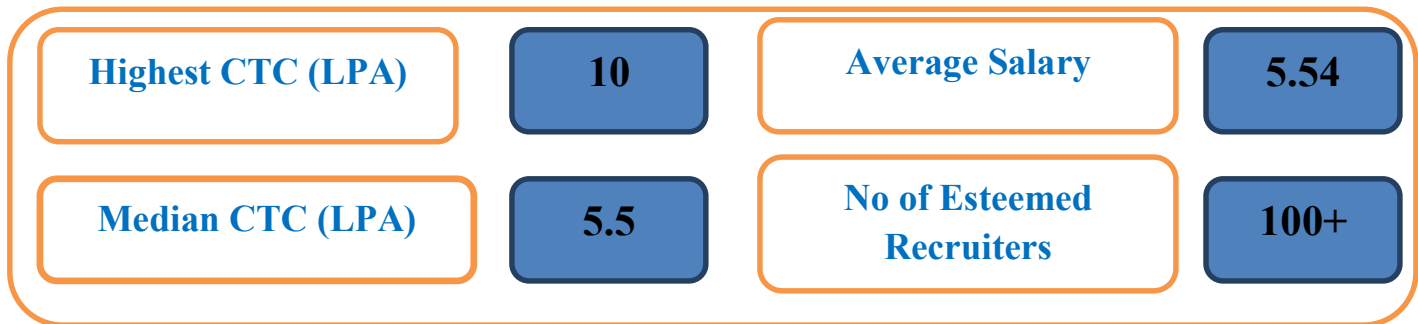 Highest CTC (LPA)
10
Average Salary
5.54
Median CTC (LPA)
5.5
No of Esteemed
Recruiters
100+